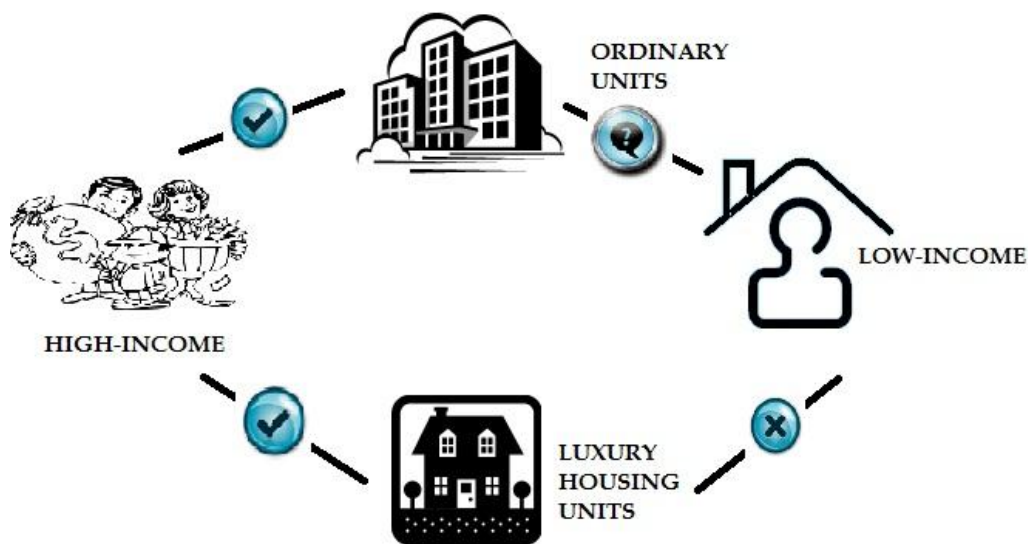 ORDINARY
UNITS
?
LOW-INCOME
HIGH-INCOME
LUXURY
HOUSING
UNITS